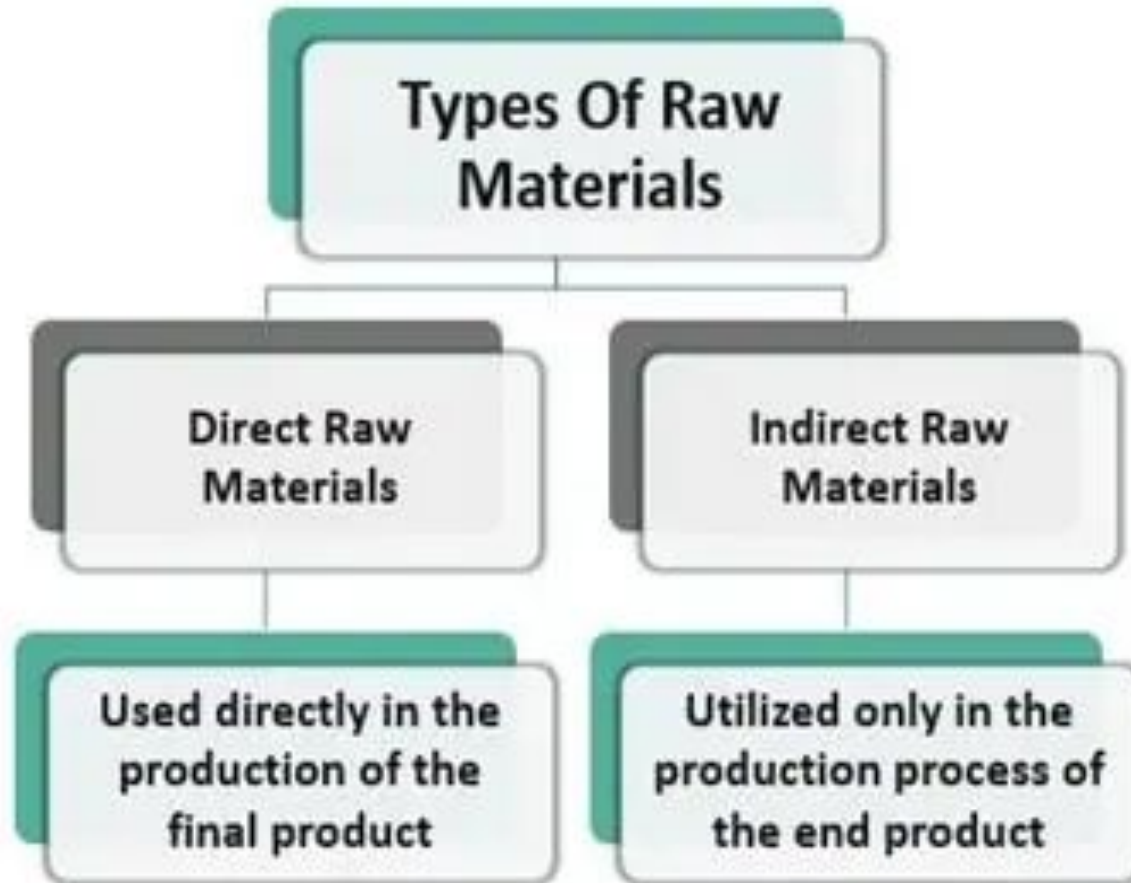 Types Of Raw
Materials
Direct Raw
Materials
Indirect Raw
Materials
Used directly in the
production of the
final product
Utilized only in the
production process of
the end product